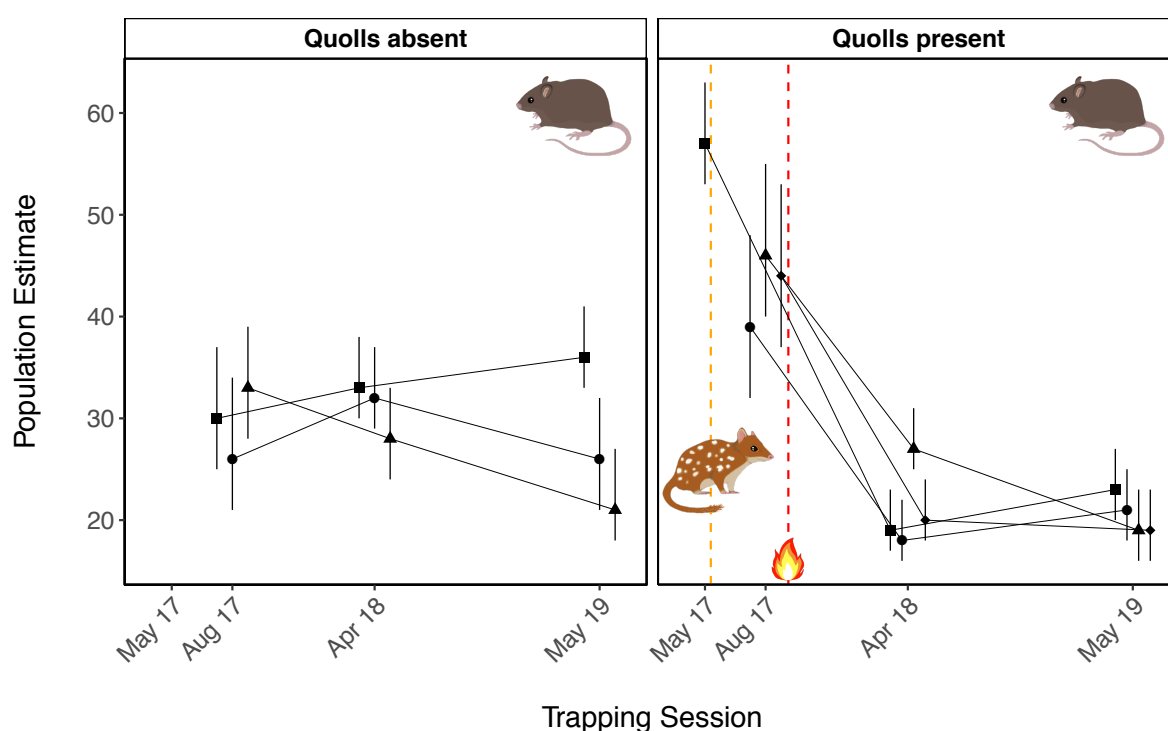 Quolls absent
Quolls present
Population Estimate
60
50
40
30
20
May 17
Aug 17
Apr 18
May 19
May 17
Aug 17
Apr 18
May 19
Trapping Session